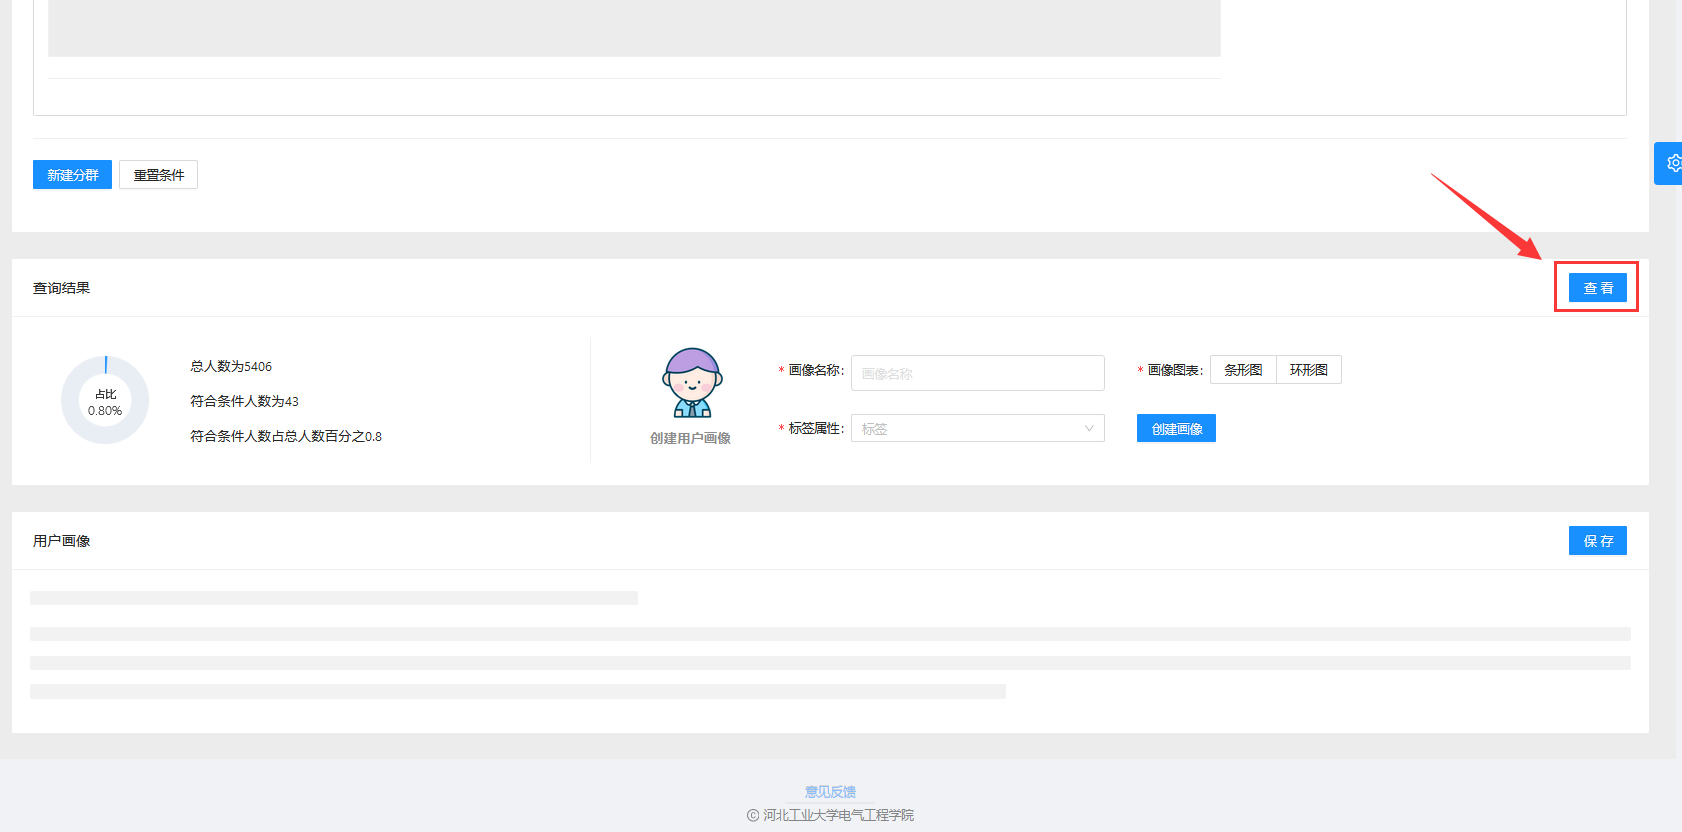 新建分群 重置条件
查询结果 查 看
占比
0.80%
总人数为5406
符合条件人数为43
符合条件人数占总人数百分之0.8
创建用户画像
* 画像名称: 画像名称 * 画像图表: 条形图 环形图
* 标签属性: 标签 创建画像
用户画像 保 存
意见反馈
© 河北工业大学电气工程学院